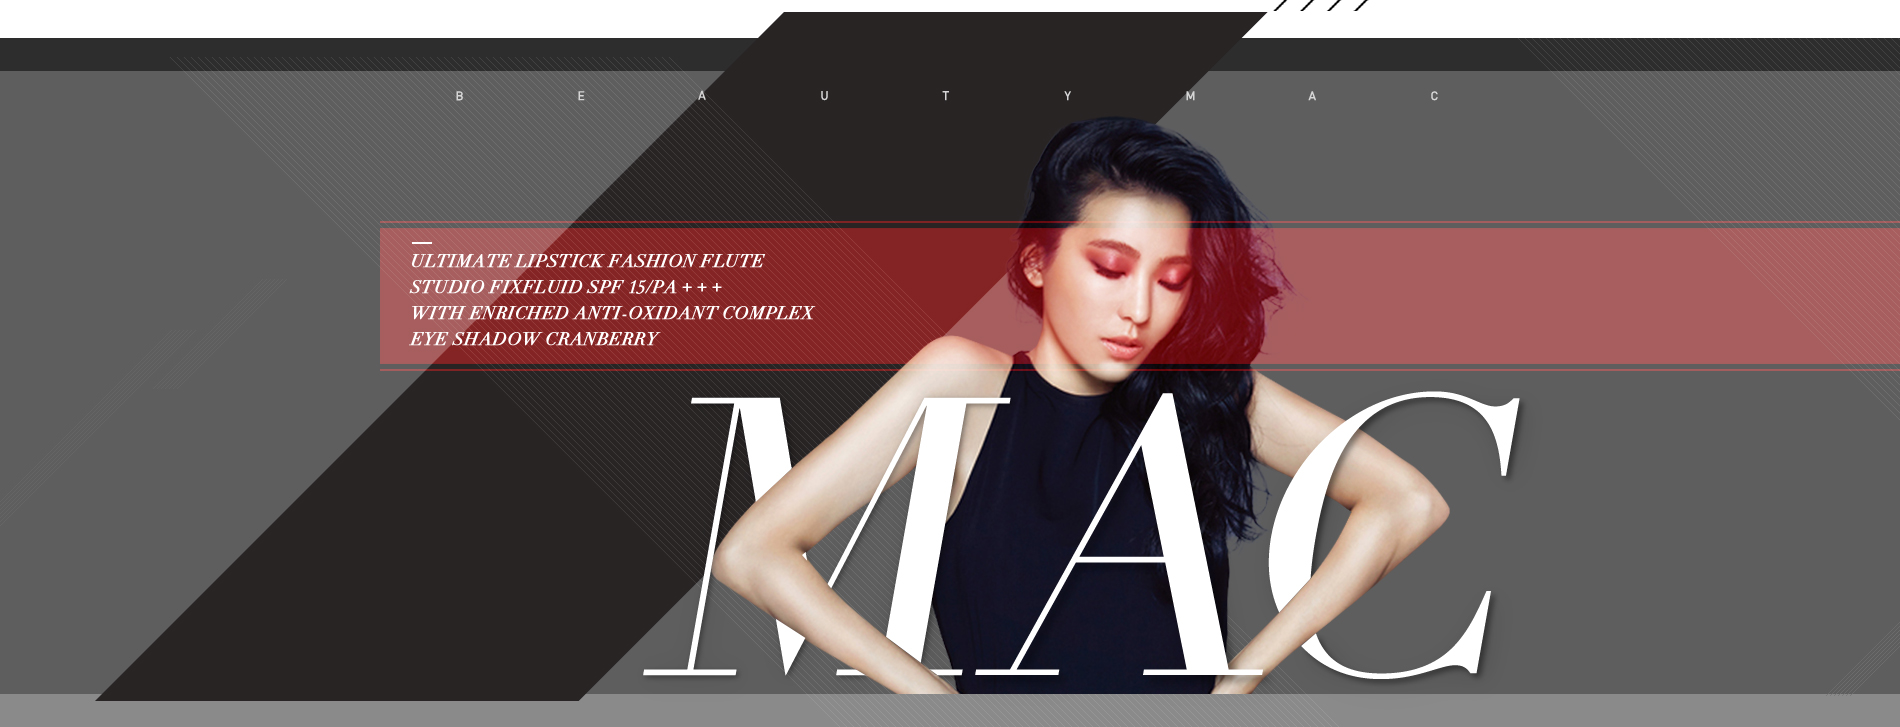 B E A U T Y M A C
ULTIMATE LIPSTICK FASHION FLUTE
STUDIO FIXFLUID SPF 15/PA + + +
WITH ENRICHED ANTI-OXIDANT COMPLEX
EYE SHADOW CRANBERRY
MAC